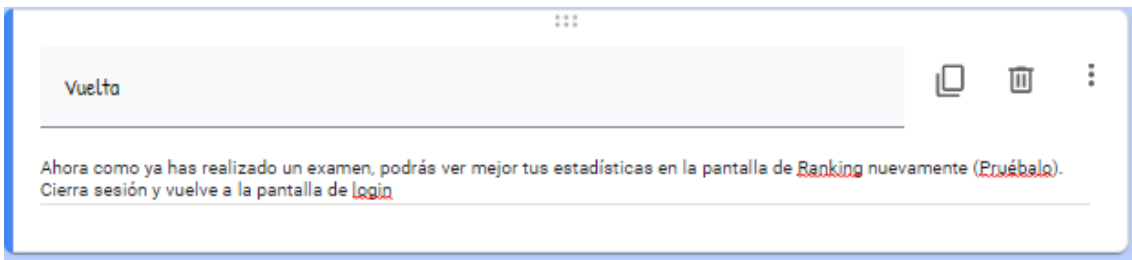 Vuelta
Ahora como ya has realizado un examen, podrás ver mejor tus estadísticas en la pantalla de Ranking nuevamente (Pruébalo).
Cierra sesión y vuelve a la pantalla de login